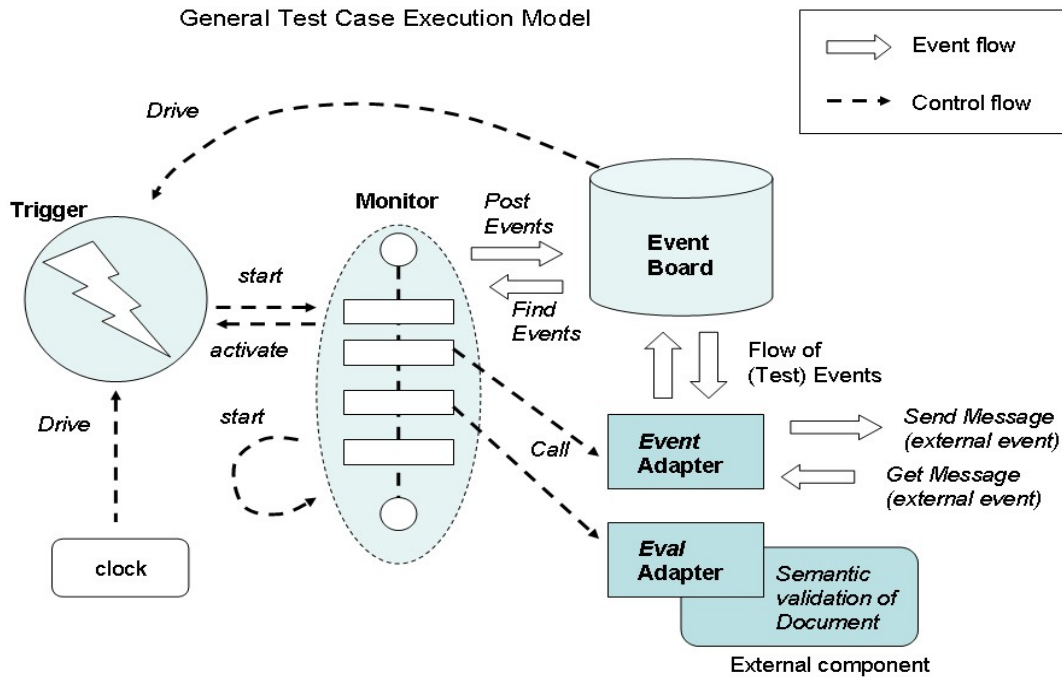 General Test Case Execution Model
Event flow
Control flow
Drive
Trigger
Monitor
Post
Events
Event
Board
start
activate
Find
Events
Flow of
(Test) Events
Drive
start
Call
Event
Adapter
Send Message
(external event)
Get Message
(external event)
clock
Eval
Adapter
Semantic
validation of
Document
External component